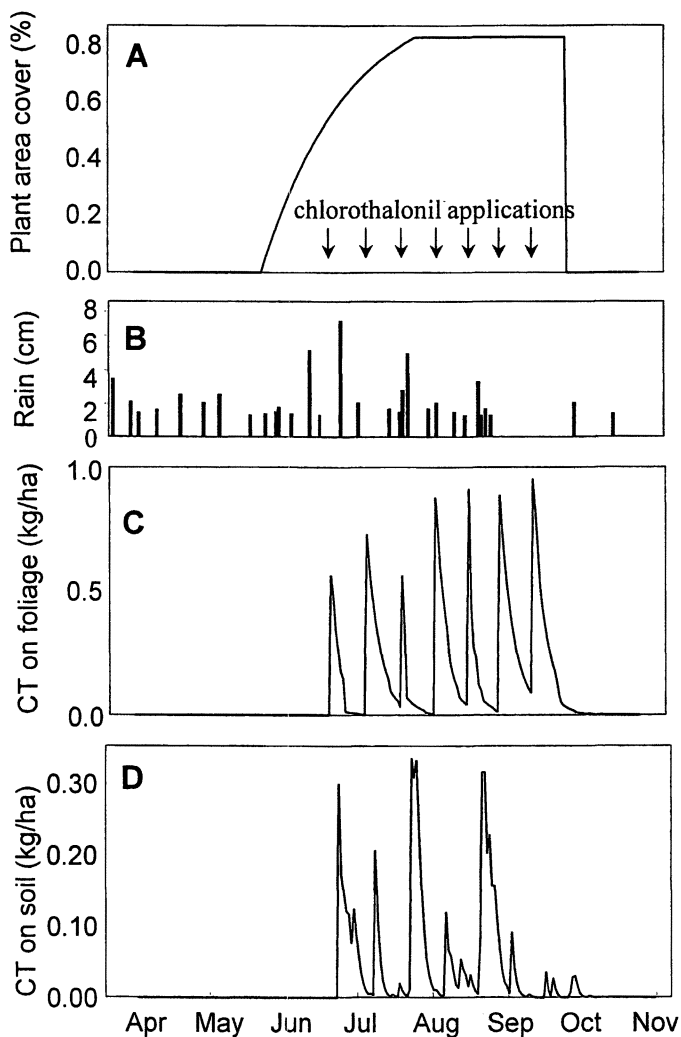 Plant area cover (%)
0.8
0.6
0.4
0.2
0.0
A
chlorothalonil applications
Rain (cm)
8
6
4
2
0
B
CT on foliage (kg/ha)
1.0
0.5
0.0
C
CT on soil (kg/ha)
0.30
0.20
0.10
0.00
D
Apr May Jun Jul Aug Sep Oct Nov